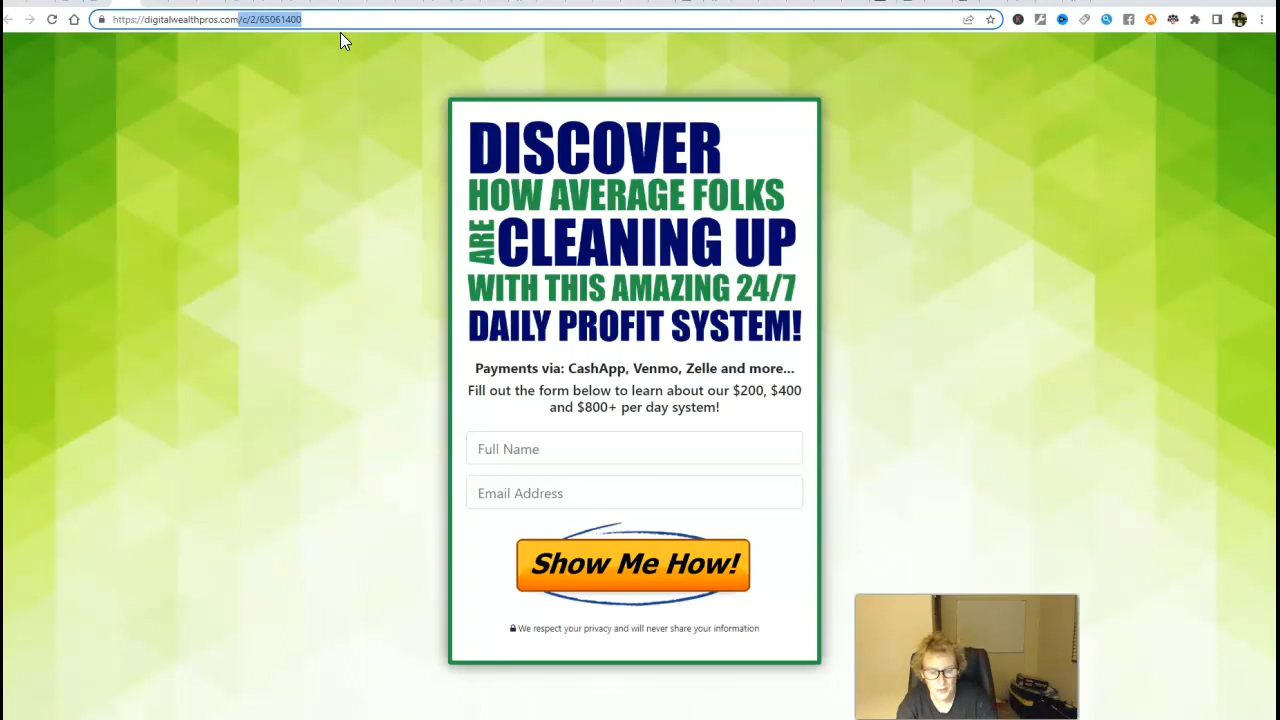 https://digitalwealthpros.com/c/2/65061400
DISCOVER
HOW AVERAGE FOLKS
ARE CLEANING UP
WITH THIS AMAZING 24/7
DAILY PROFIT SYSTEM!
Payments via: CashApp, Venmo, Zelle and more...
Fill out the form below to learn about our $200, $400
and $800+ per day system!
Full Name
Email Address
Show Me How!
We respect your privacy and will never share your information